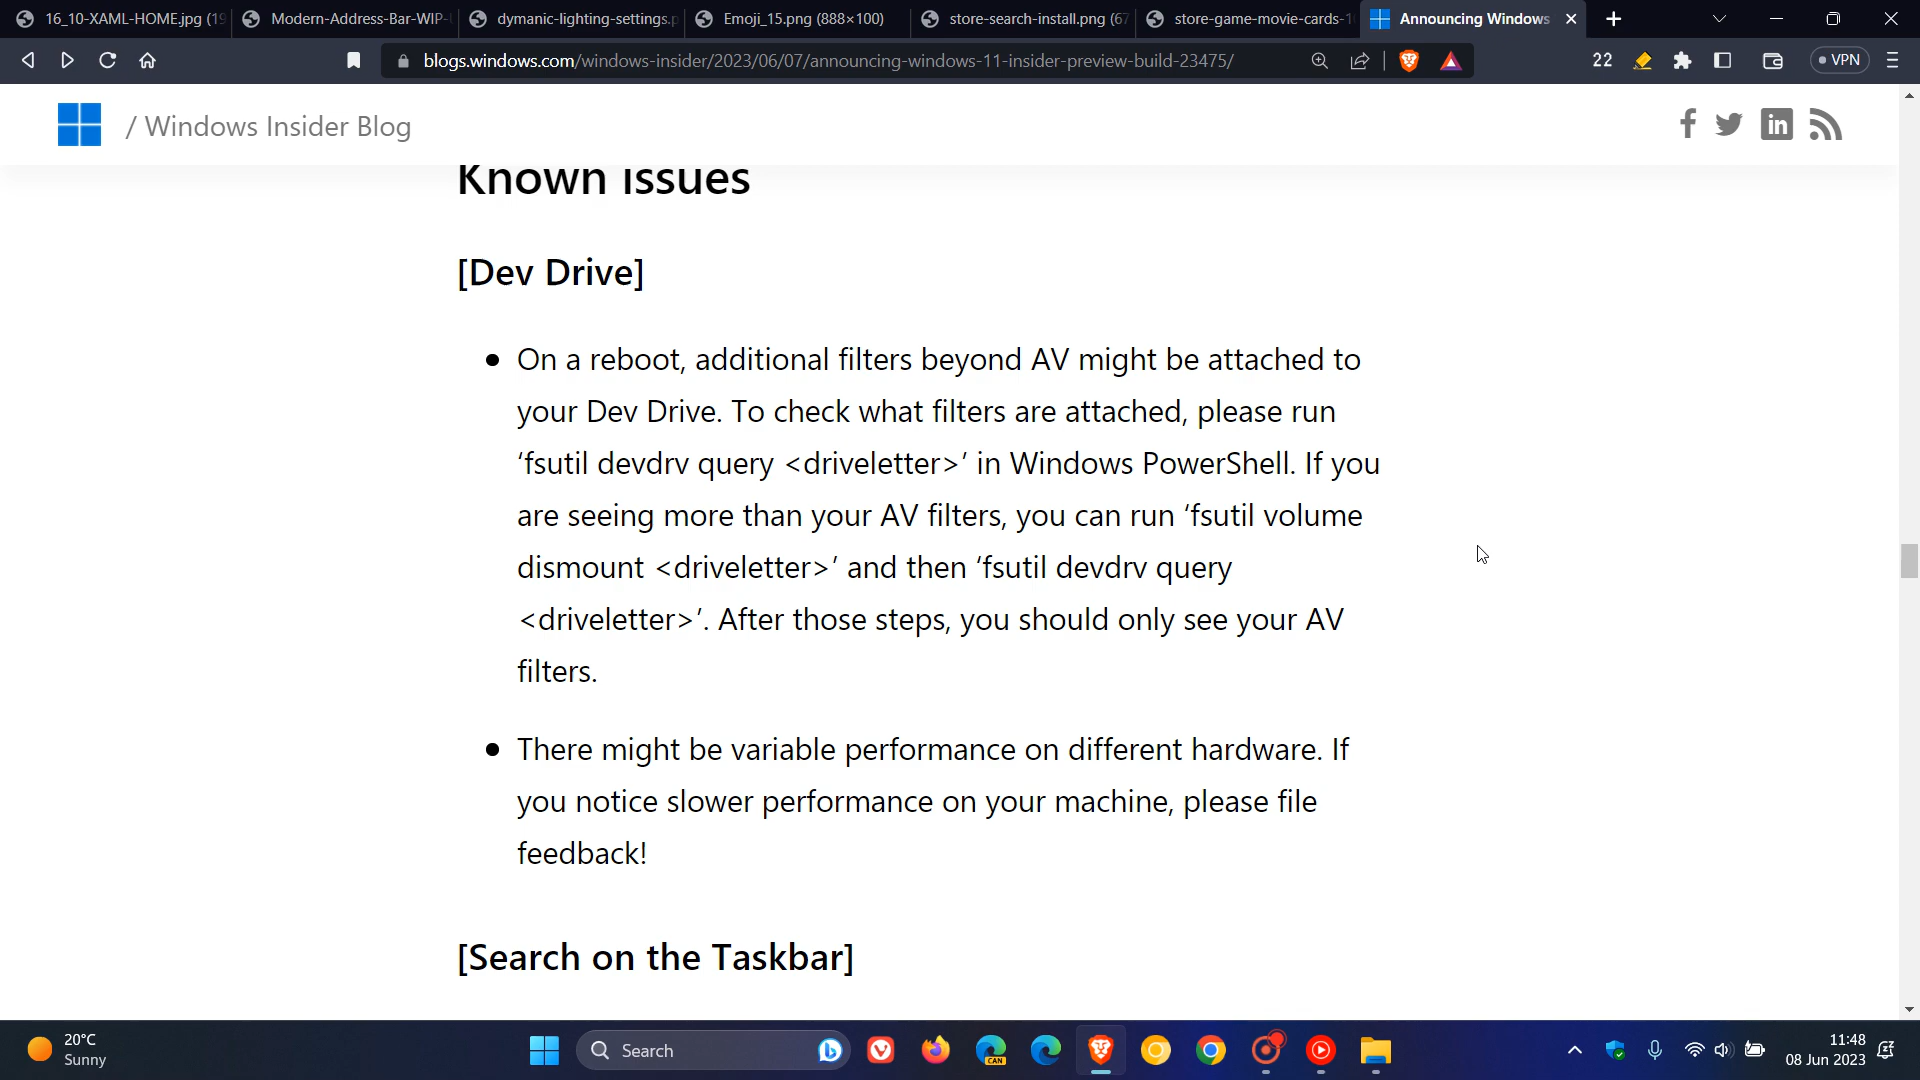 16_10-XAML-HOME.jpg (19
Modern-Address-Bar-WIP-
dymanic-lighting-settings.p
Emoji_15.png (888×100)
store-search-install.png (67
store-game-movie-cards-1
Announcing Windows
blogs.windows.com/windows-insider/2023/06/07/announcing-windows-11-insider-preview-build-23475/
22
VPN
/ Windows Insider Blog
Known issues
[Dev Drive]
On a reboot, additional filters beyond AV might be attached to
your Dev Drive. To check what filters are attached, please run
‘fsutil devdrv query <driveletter>’ in Windows PowerShell. If you
are seeing more than your AV filters, you can run ‘fsutil volume
dismount <driveletter>’ and then ‘fsutil devdrv query
<driveletter>’. After those steps, you should only see your AV
filters.
There might be variable performance on different hardware. If
you notice slower performance on your machine, please file
feedback!
[Search on the Taskbar]
20°C
Sunny
Search
CAN
11:48
08 Jun 2023